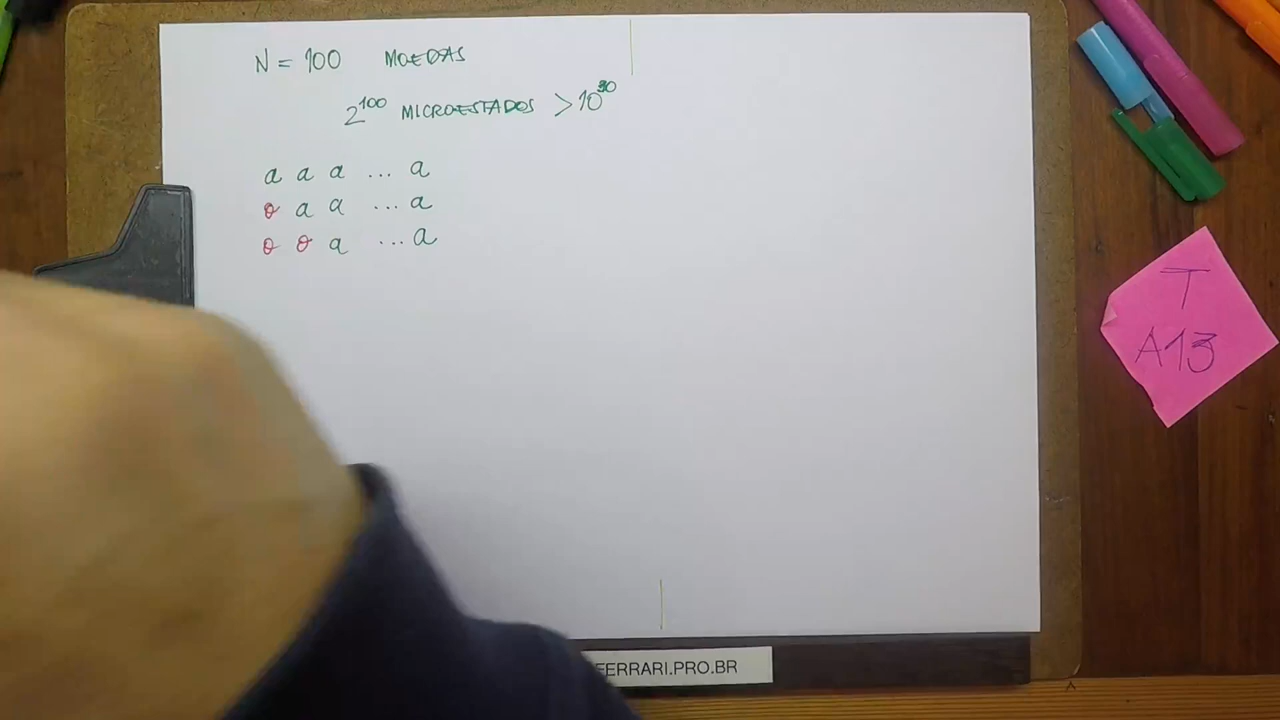 N = 100 MOEDAS
2^100 MICROESTADOS > 10^30
a a a ... a
θ a a ... a
θ θ a ... a
T
A13
FERRARI.PRO.BR